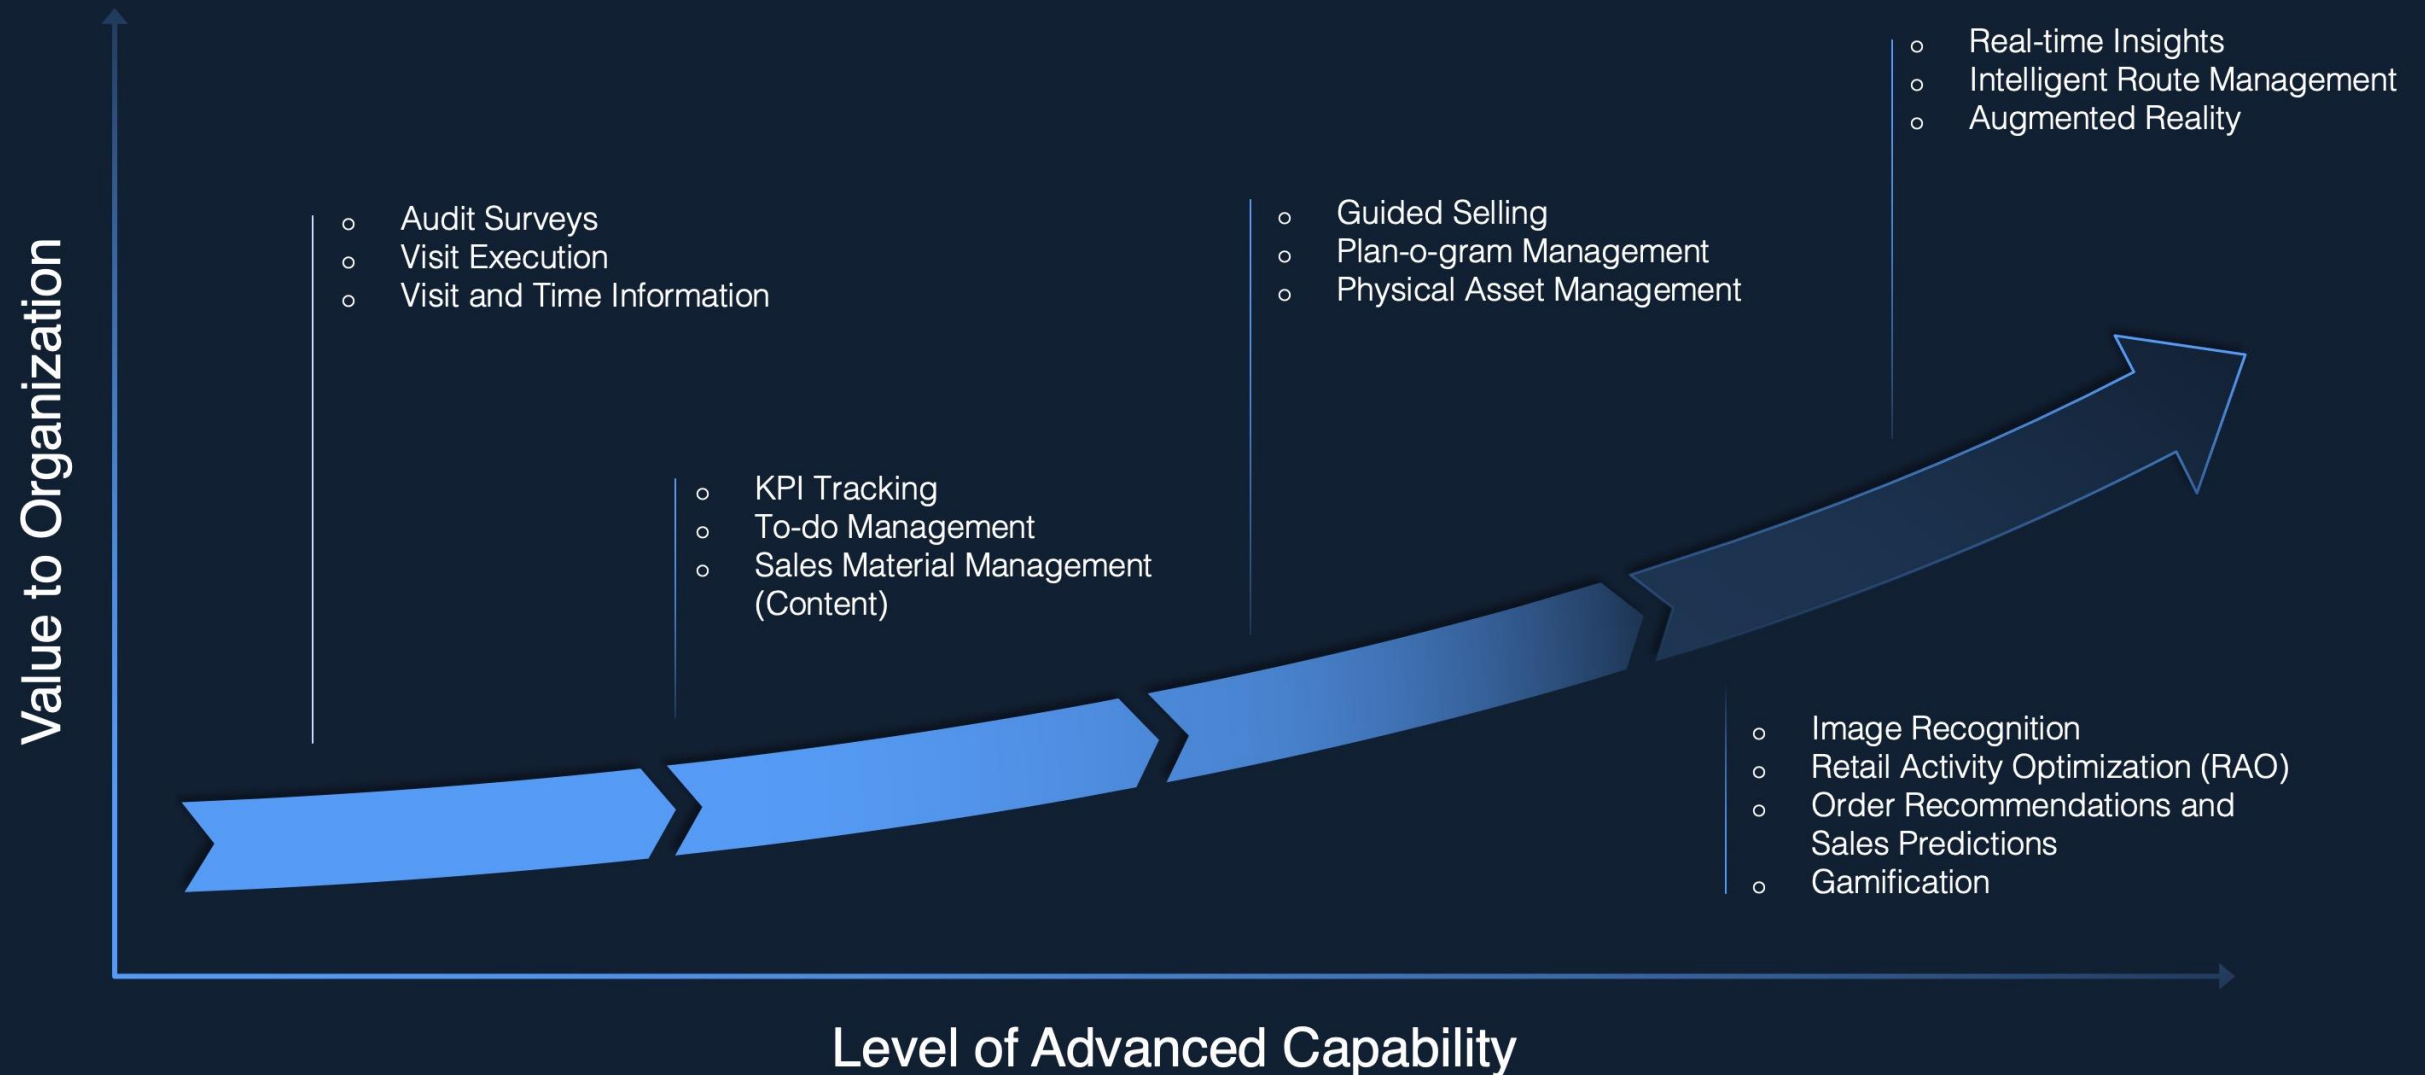 Value to Organization
Audit Surveys
Visit Execution
Visit and Time Information
KPI Tracking
To-do Management
Sales Material Management
(Content)
Guided Selling
Plan-o-gram Management
Physical Asset Management
Real-time Insights
Intelligent Route Management
Augmented Reality
Image Recognition
Retail Activity Optimization (RAO)
Order Recommendations and
Sales Predictions
Gamification
Level of Advanced Capability